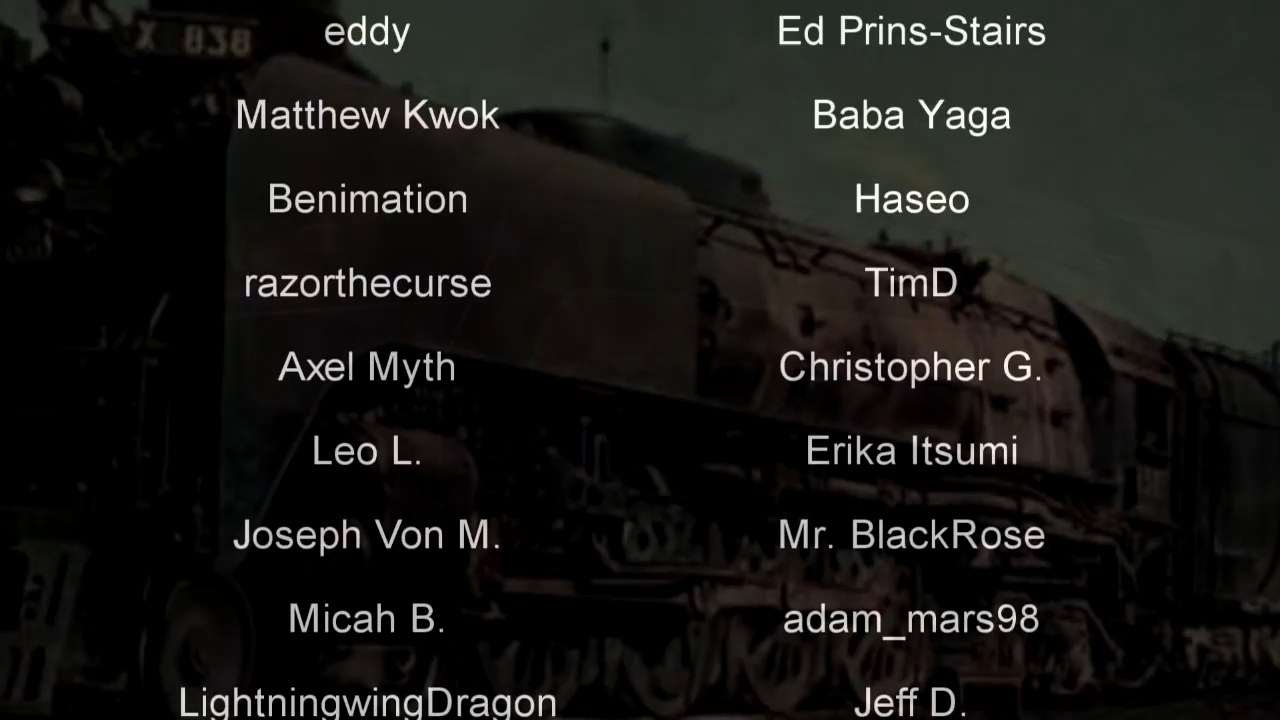 X 838
eddy
Ed Prins-Stairs
Matthew Kwok
Baba Yaga
Benimation
Haseo
razorthecurse
TimD
Axel Myth
Christopher G.
Leo L.
Erika Itsumi
Joseph Von M.
Mr. BlackRose
Micah B.
adam_mars98
LightningwingDragon
Jeff D.